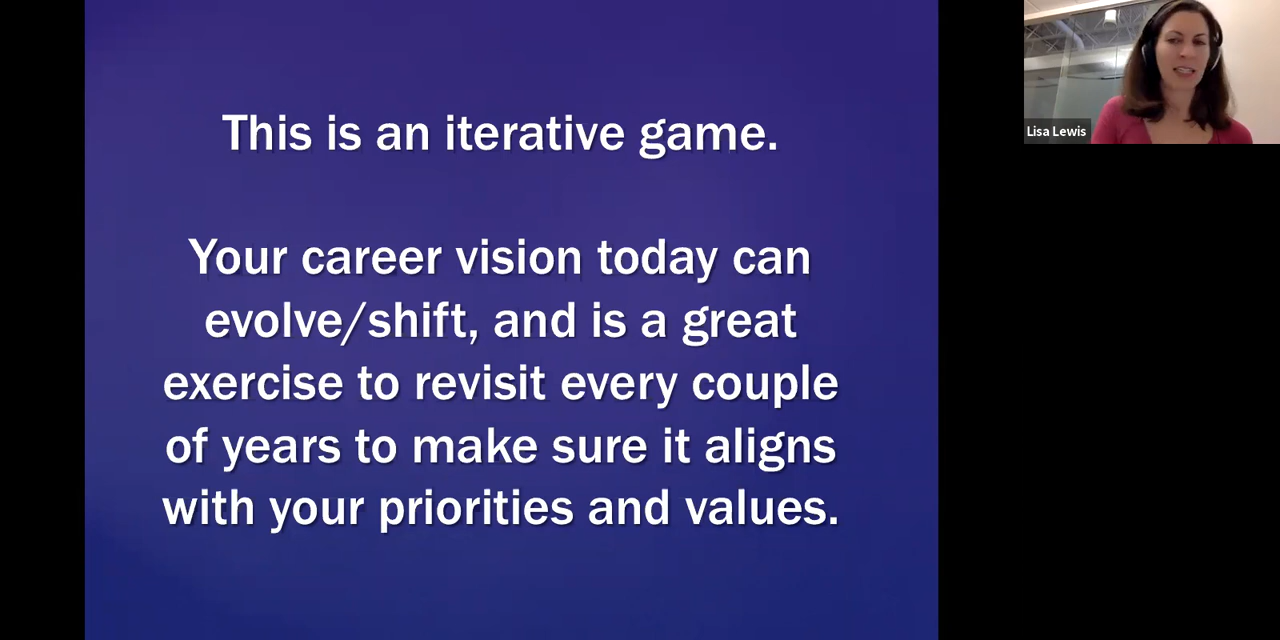 This is an iterative game.
Your career vision today can
evolve/shift, and is a great
exercise to revisit every couple
of years to make sure it aligns
with your priorities and values.
Lisa Lewis